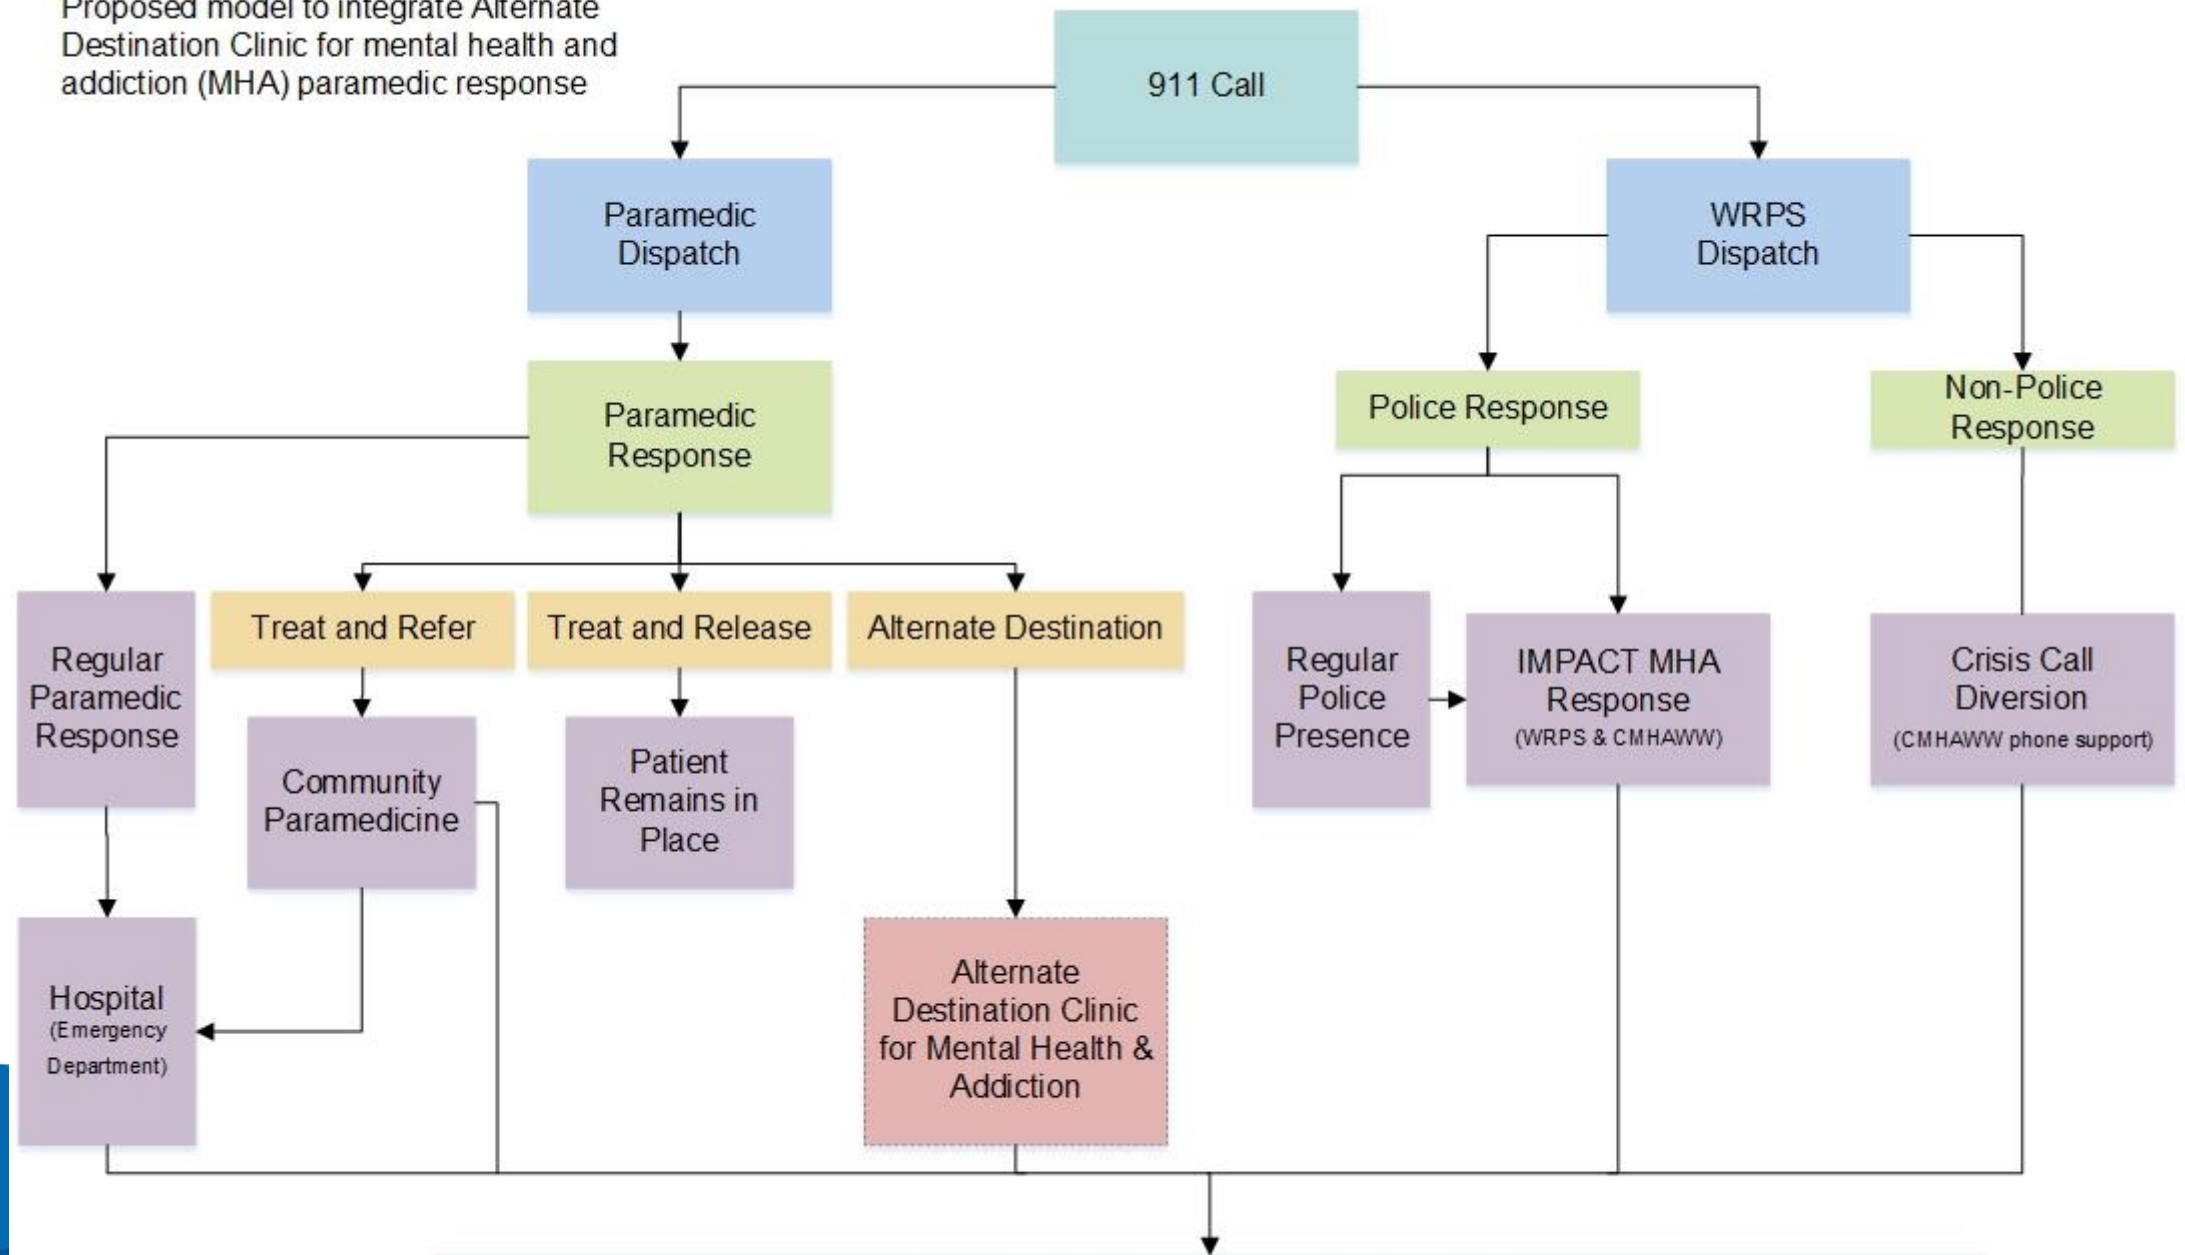 Proposed model to integrate Alternate
Destination Clinic for mental health and
addiction (MHA) paramedic response
911 Call
Paramedic
Dispatch
WRPS
Dispatch
Paramedic
Response
Police Response
Non-Police
Response
Regular
Paramedic
Response
Treat and Refer
Treat and Release
Alternate Destination
Regular
Police
Presence
IMPACT MHA
Response
(WRPS & CMHAWW)
Crisis Call
Diversion
(CMHAWW phone support)
Community
Paramedicine
Patient
Remains in
Place
Hospital
(Emergency
Department)
Alternate
Destination Clinic
for Mental Health &
Addiction